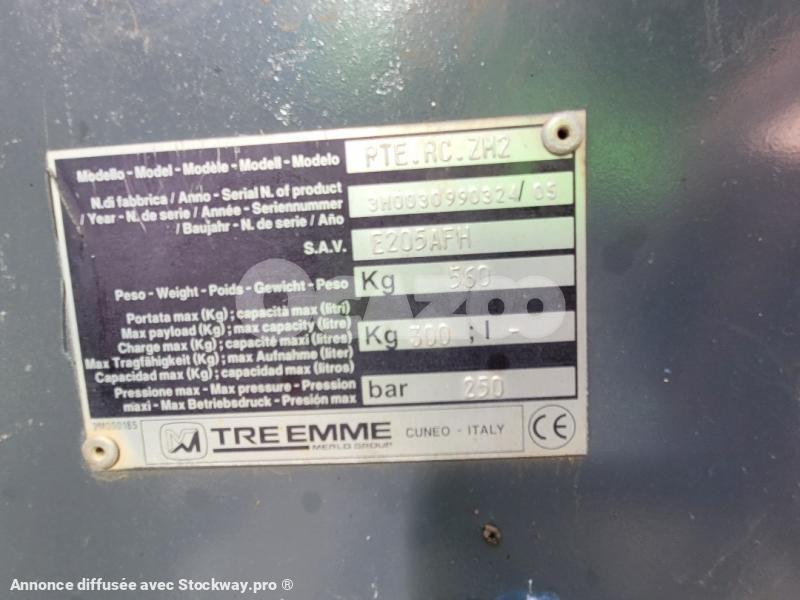 Modello - Model - Modèle - Modell - Modelo PTE.RC.ZH2
N.di fabbrica / Anno - Serial N. of product
/ Year - N. de serie / Année - Seriennummer 3H0030990324/05
/ Baujahr - N. de serie / Año
S.A.V. E205AFH
Peso - Weight - Poids - Gewicht - Peso Kg 560
Portata max (Kg) ; capacità max (litri)
Max payload (Kg) ; max capacity (litre)
Charge max (Kg) ; capacité maxi (litres) Kg 300 ; l -
Max Tragfähigkeit (Kg) ; max Aufnahme (liter)
Capacidad max (Kg) ; capacidad max (litros)
Pressione max - Max pressure - Pression bar 250
maxi - Max Betriebsdruck - Presión max
TRE EMME CUNEO - ITALY CE
MERLO GROUP
OCAZOO
Annonce diffusée avec Stockway.pro ®